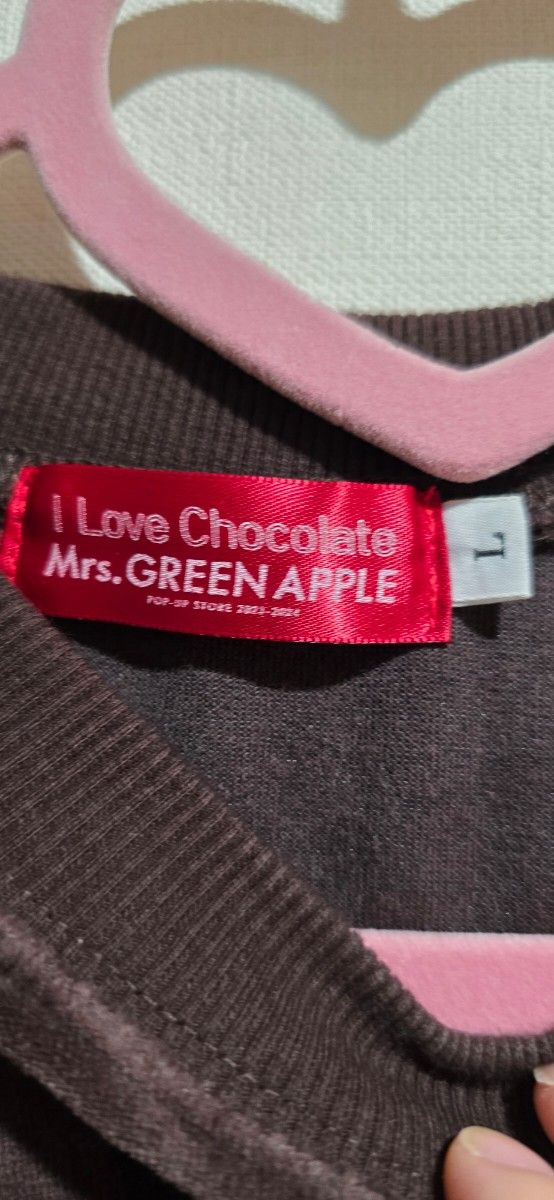 I Love Chocolate
Mrs. GREEN APPLE
POP-UP STORE 2023-2024
L